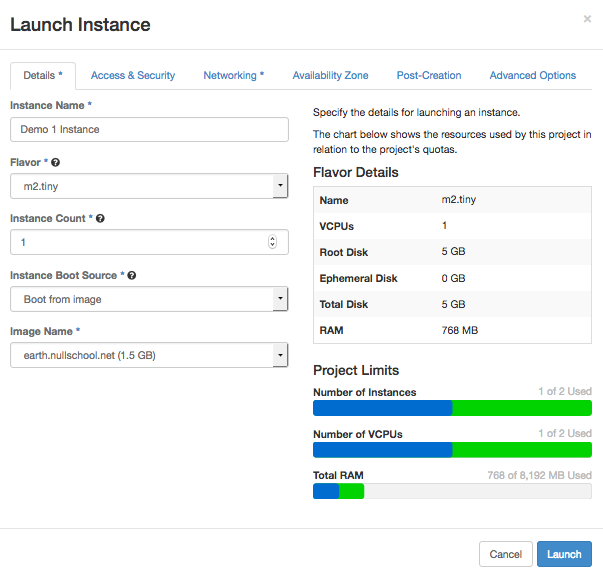 Launch Instance
×
Details *
Access & Security
Networking *
Availability Zone
Post-Creation
Advanced Options
Instance Name *
Demo 1 Instance
Flavor * ?
m2.tiny
Instance Count * ?
1
Instance Boot Source * ?
Boot from image
Image Name *
earth.nullschool.net (1.5 GB)
Specify the details for launching an instance.
The chart below shows the resources used by this project in
relation to the project's quotas.
Flavor Details
Name m2.tiny
VCPUs 1
Root Disk 5 GB
Ephemeral Disk 0 GB
Total Disk 5 GB
RAM 768 MB
Project Limits
Number of Instances 1 of 2 Used
Number of VCPUs 1 of 2 Used
Total RAM 768 of 8,192 MB Used
Cancel
Launch